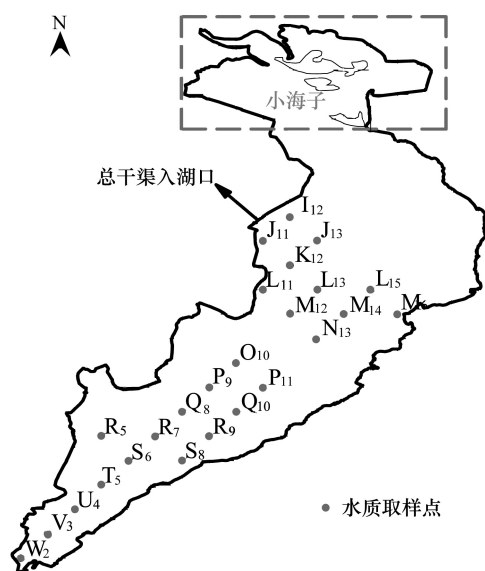 N
小海子
总干渠入湖口
I₁₂
J₁₁ J₁₃
K₁₂
L₁₁ L₁₃ L₁₅
M₁₂ M₁₄ M
N₁₃
O₁₀
P₉ P₁₁
Q₈ Q₁₀
R₅ R₇ R₉
S₆ S₈
T₅
U₄
V₃
W₂
水质取样点